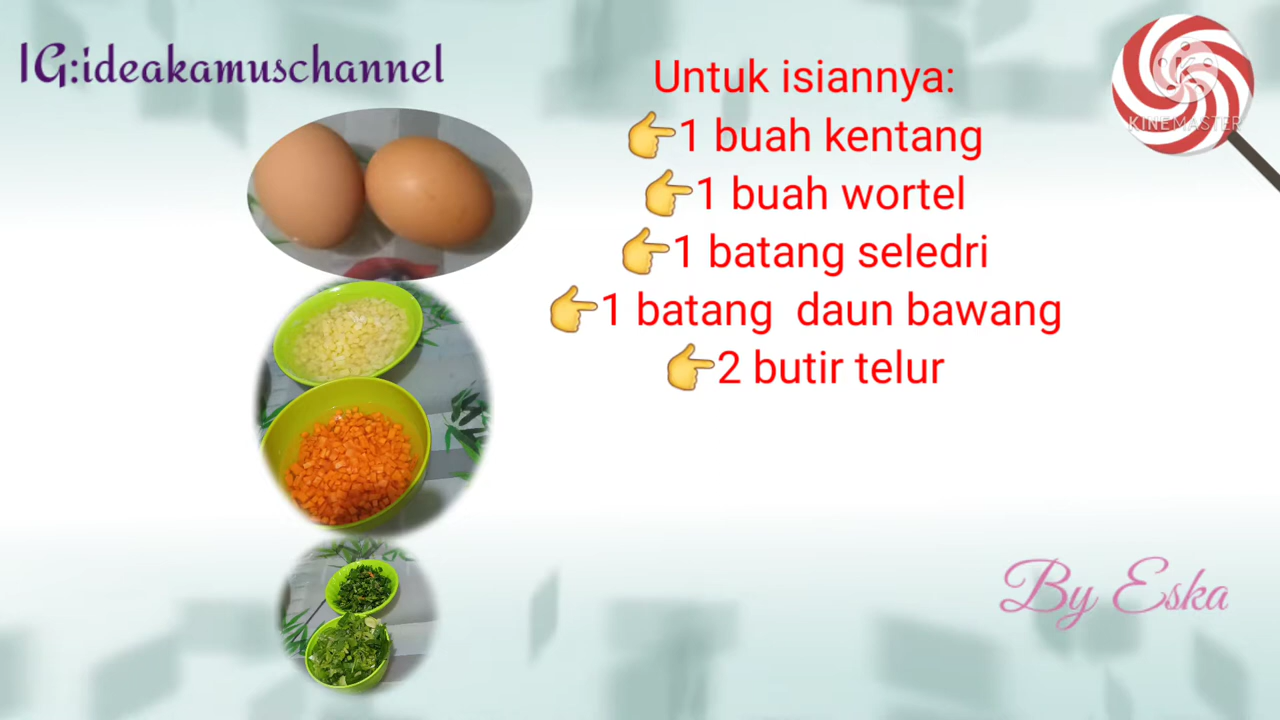 IG:ideakamuschannel
KINEMASTER
Untuk isiannya:
👉1 buah kentang
👉1 buah wortel
👉1 batang seledri
👉1 batang  daun bawang
👉2 butir telur
By Eska